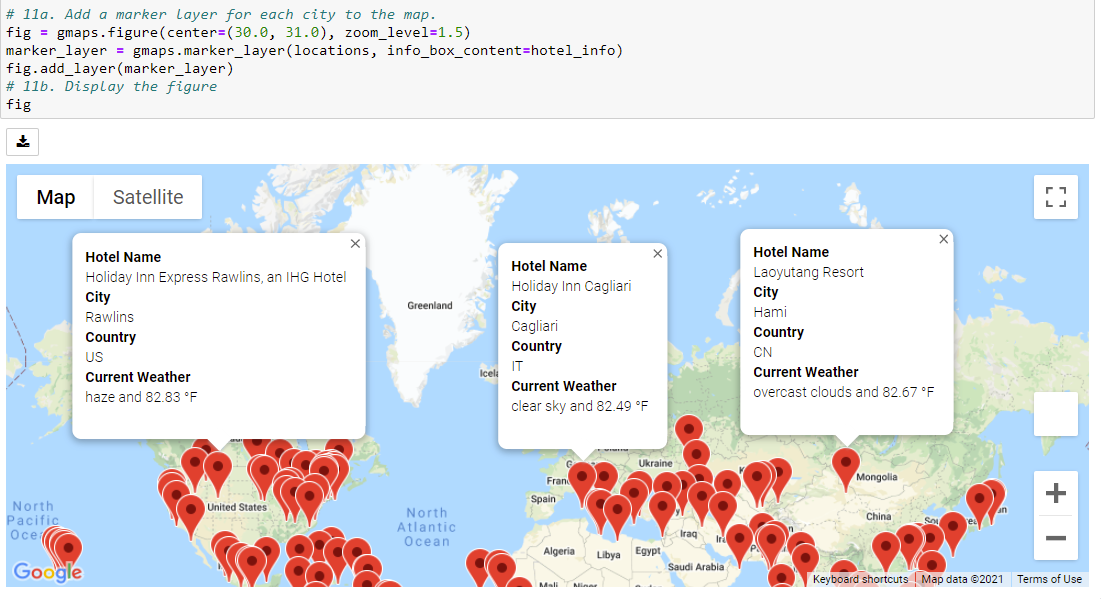 # 11a. Add a marker layer for each city to the map.
fig = gmaps.figure(center=(30.0, 31.0), zoom_level=1.5)
marker_layer = gmaps.marker_layer(locations, info_box_content=hotel_info)
fig.add_layer(marker_layer)
# 11b. Display the figure
fig
Map Satellite
Hotel Name
Holiday Inn Express Rawlins, an IHG Hotel
City
Rawlins
Country
US
Current Weather
haze and 82.83 °F
Hotel Name
Holiday Inn Cagliari
City
Cagliari
Country
IT
Current Weather
clear sky and 82.49 °F
Hotel Name
Laoyutang Resort
City
Hami
Country
CN
Current Weather
overcast clouds and 82.67 °F
Greenland
Ukraine
Mongolia
Spain
United States
China
North
Pacific
North
Atlantic
Ocean
Iraq
Algeria
Libya
Egypt
Saudi Arabia
Mali
Niger
Google
Keyboard shortcuts
Map data ©2021
Terms of Use